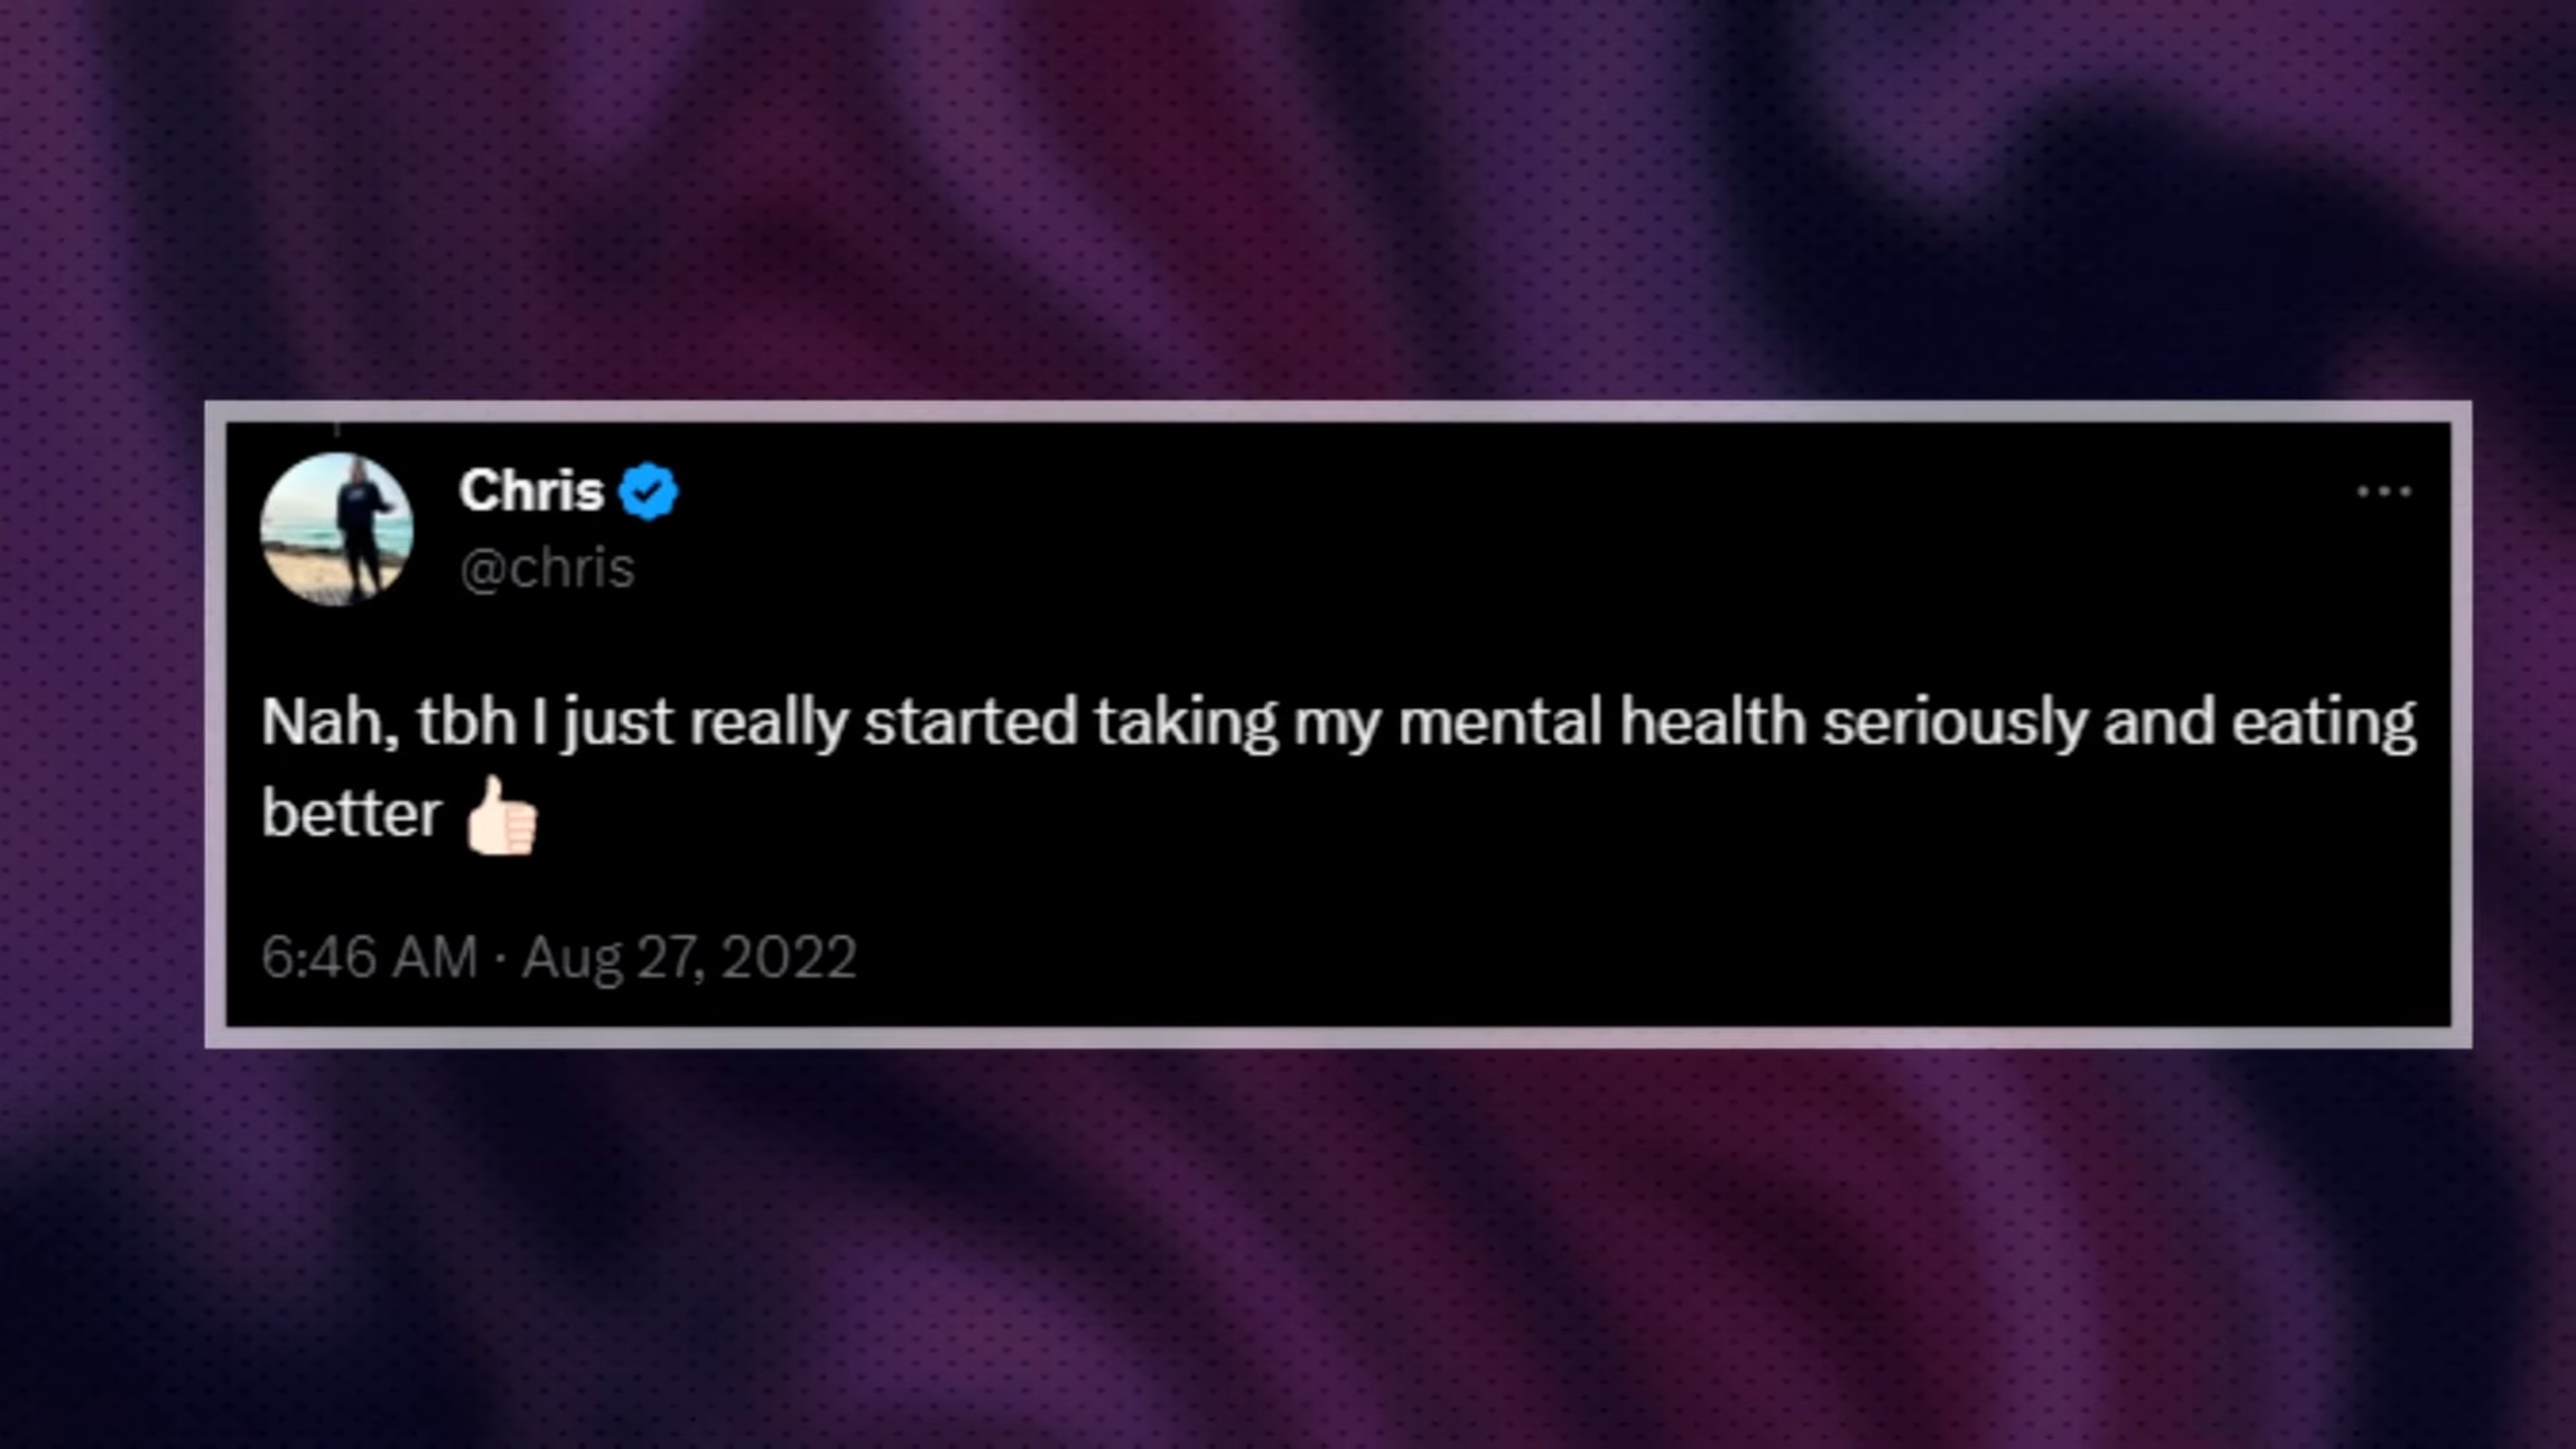 Chris
@chris
Nah, tbh I just really started taking my mental health seriously and eating
better 👍🏻
6:46 AM · Aug 27, 2022